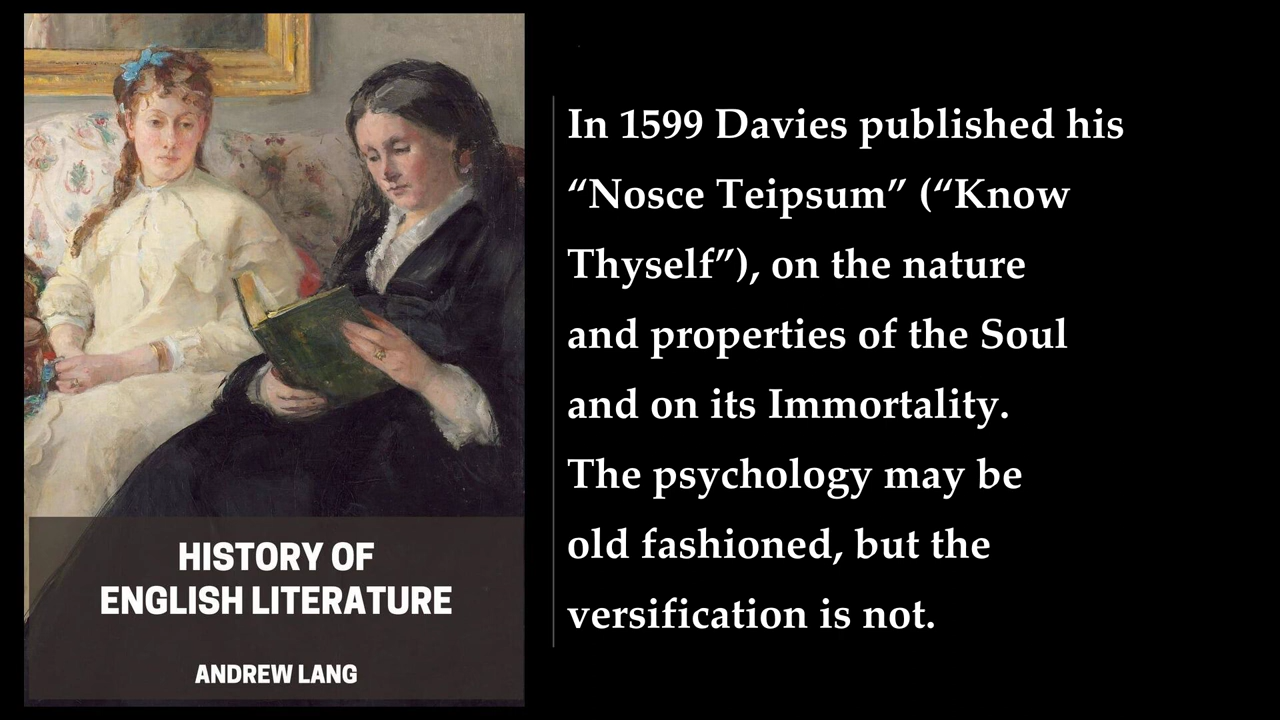 HISTORY OF
ENGLISH LITERATURE
ANDREW LANG
In 1599 Davies published his
“Nosce Teipsum” (“Know
Thyself”), on the nature
and properties of the Soul
and on its Immortality.
The psychology may be
old fashioned, but the
versification is not.